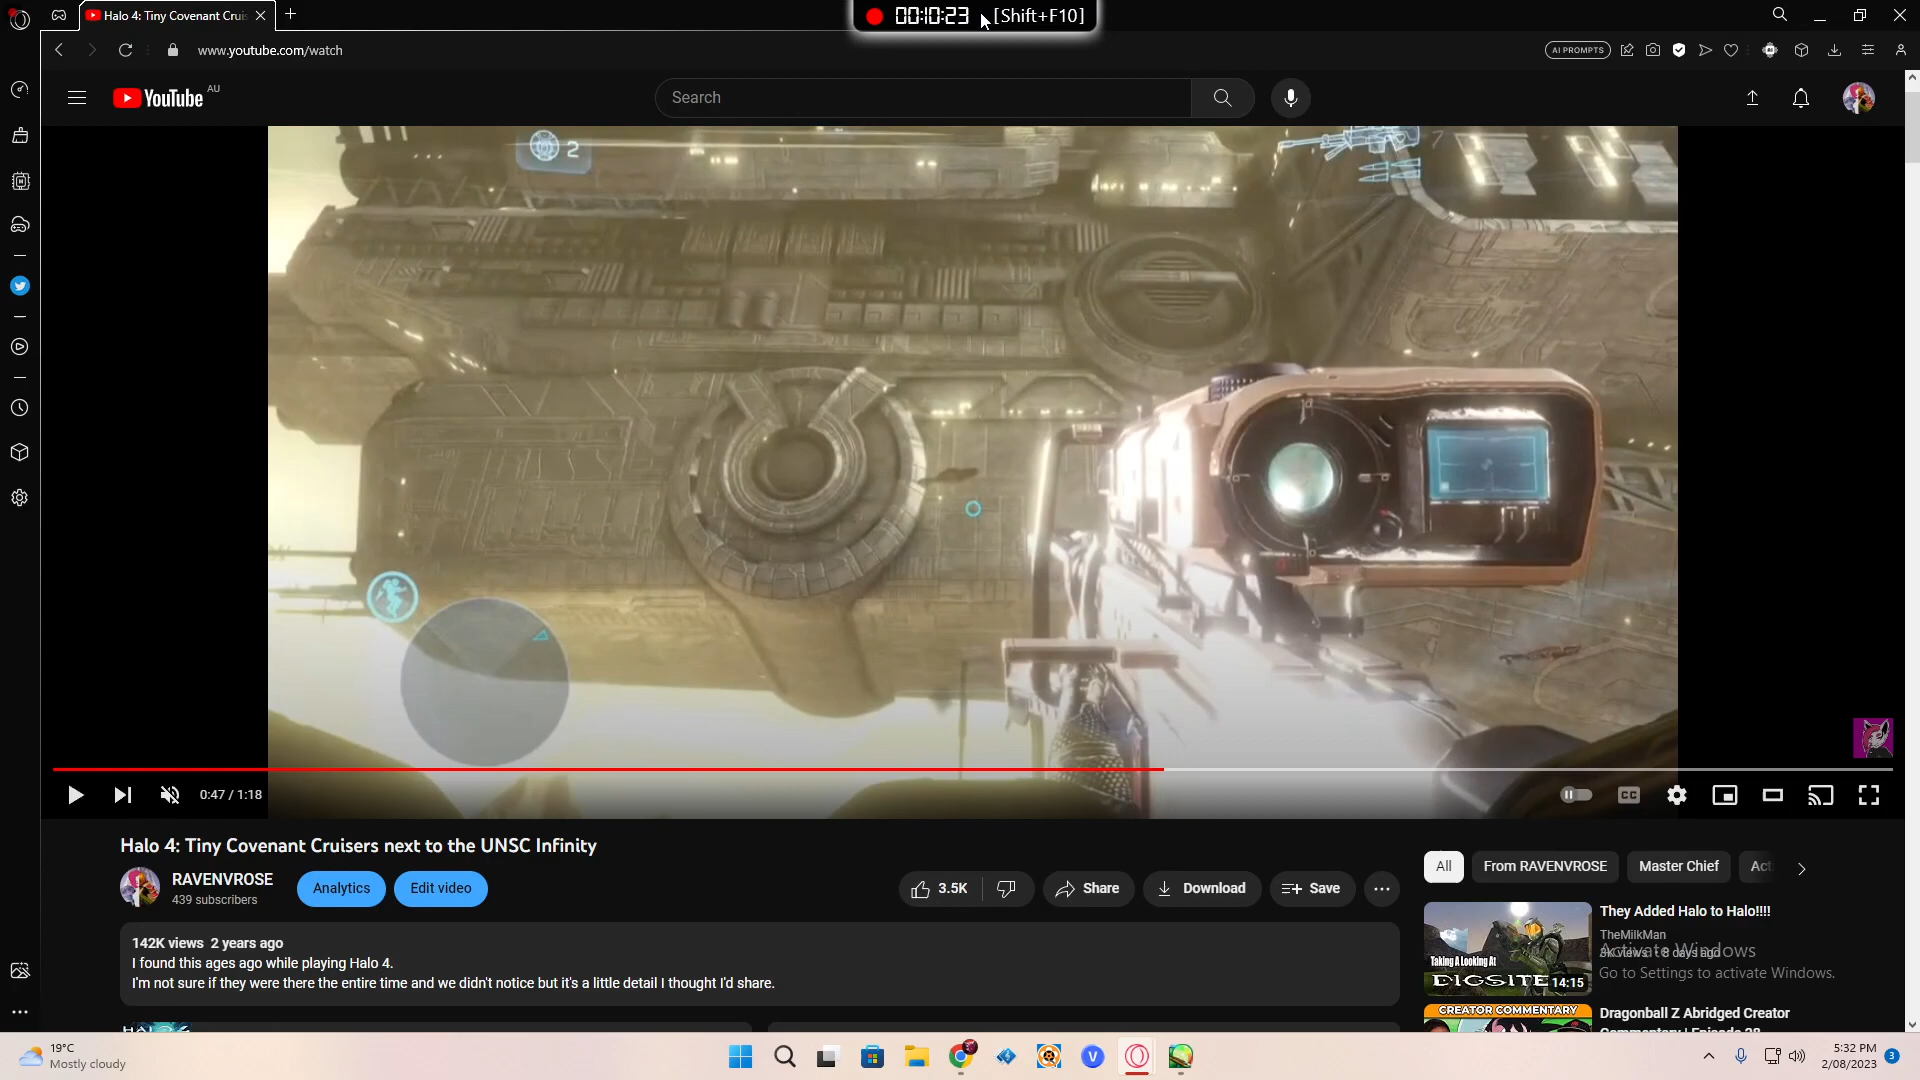 Halo 4: Tiny Covenant Crui
00:10:23 [Shift+F10]
www.youtube.com/watch
AI PROMPTS
YouTube AU
Search
2
0:47 / 1:18
CC
Halo 4: Tiny Covenant Cruisers next to the UNSC Infinity
RAVENVROSE
439 subscribers
Analytics
Edit video
3.5K
Share
Download
Save
142K views 2 years ago
I found this ages ago while playing Halo 4.
I'm not sure if they were there the entire time and we didn't notice but it's a little detail I thought I'd share.
All
From RAVENVROSE
Master Chief
They Added Halo to Halo!!!!
TheMilkMan
views · 8 days ago
Taking A Looking At
DIGSITE
14:15
Activate Windows
Go to Settings to activate Windows.
CREATOR COMMENTARY
Dragonball Z Abridged Creator
19°C
Mostly cloudy
V
5:32 PM
2/08/2023
3